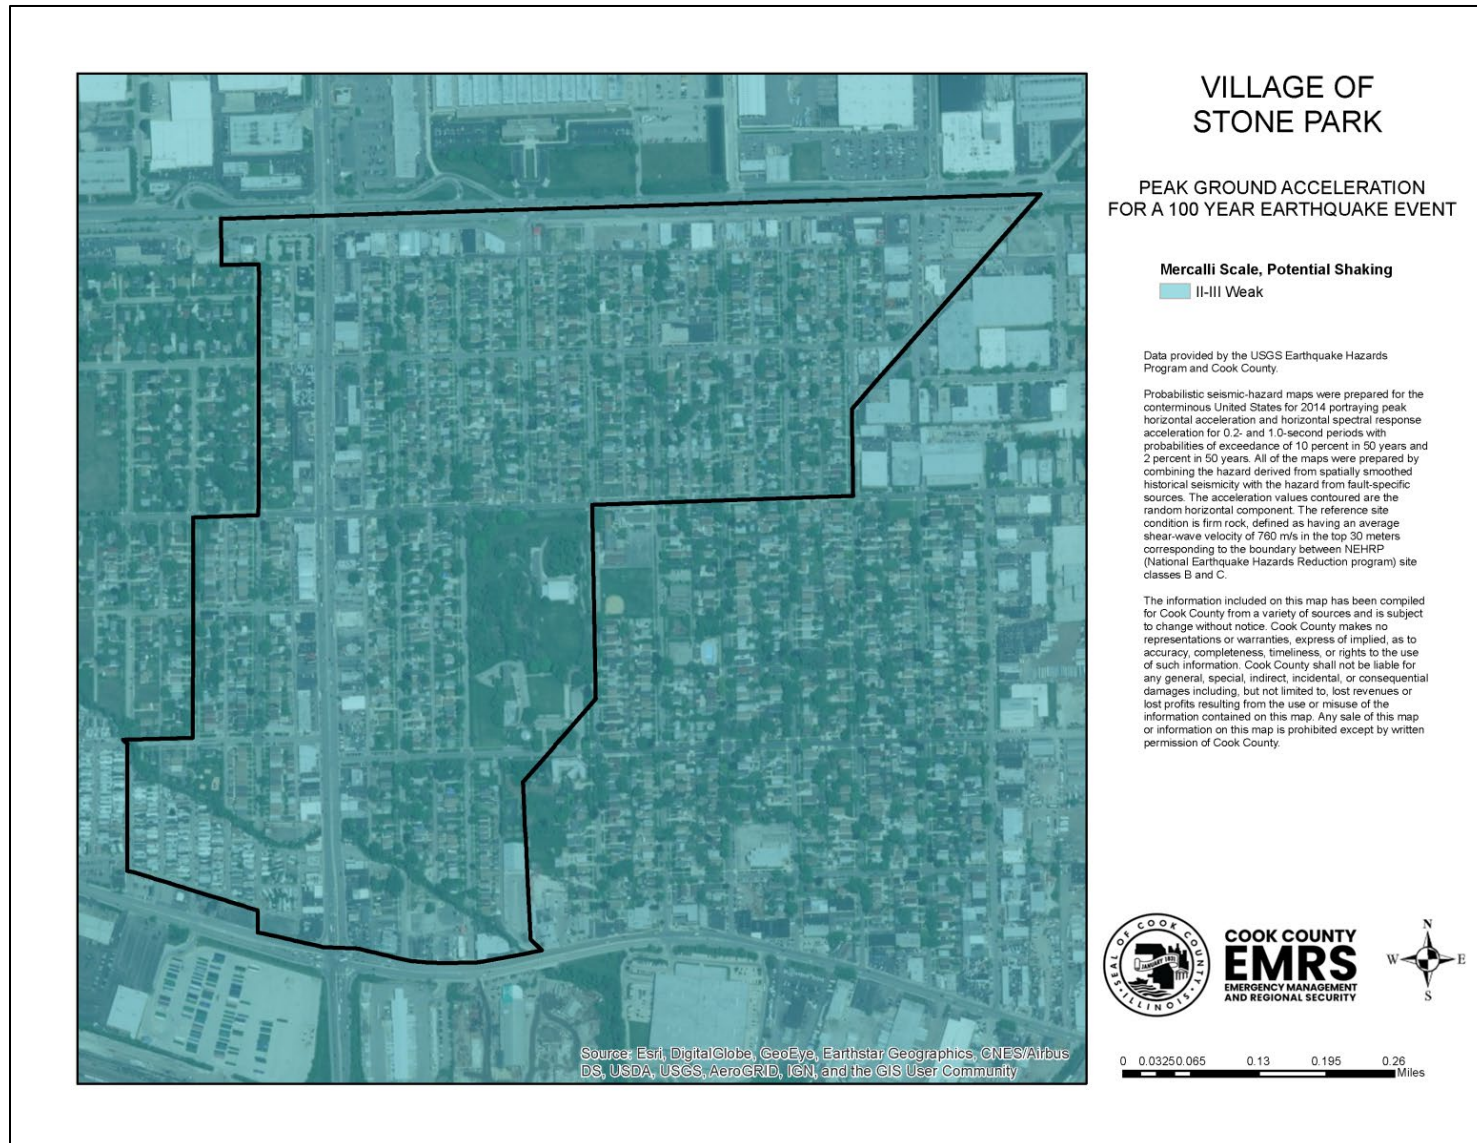 VILLAGE OF
STONE PARK
PEAK GROUND ACCELERATION
FOR A 100 YEAR EARTHQUAKE EVENT
Mercalli Scale, Potential Shaking
II-III Weak
Data provided by the USGS Earthquake Hazards
Program and Cook County.
Probabilistic seismic-hazard maps were prepared for the
conterminous United States for 2014 portraying peak
horizontal acceleration and horizontal spectral response
acceleration for 0.2- and 1.0-second periods with
probabilities of exceedance of 10 percent in 50 years and
2 percent in 50 years. All of the maps were prepared by
combining the hazard derived from spatially smoothed
historical seismicity with the hazard from fault-specific
sources. The acceleration values contoured are the
random horizontal component. The reference site
condition is firm rock, defined as having an average
shear-wave velocity of 760 m/s in the top 30 meters
corresponding to the boundary between NEHRP
(National Earthquake Hazards Reduction program) site
classes B and C.
The information included on this map has been compiled
for Cook County from a variety of sources and is subject
to change without notice. Cook County makes no
representations or warranties, express of implied, as to
accuracy, completeness, timeliness, or rights to the use
of such information. Cook County shall not be liable for
any general, special, indirect, incidental, or consequential
damages including, but not limited to, lost revenues or
lost profits resulting from the use or misuse of the
information contained on this map. Any sale of this map
or information on this map is prohibited except by written
permission of Cook County.
SEAL OF COOK COUNTY
JANUARY 1831
ILLINOIS
COOK COUNTY
EMRS
EMERGENCY MANAGEMENT
AND REGIONAL SECURITY
N
W E
S
0 0.0325 0.065 0.13 0.195 0.26
Miles
Source: Esri, DigitalGlobe, GeoEye, Earthstar Geographics, CNES/Airbus
DS, USDA, USGS, AeroGRID, IGN, and the GIS User Community